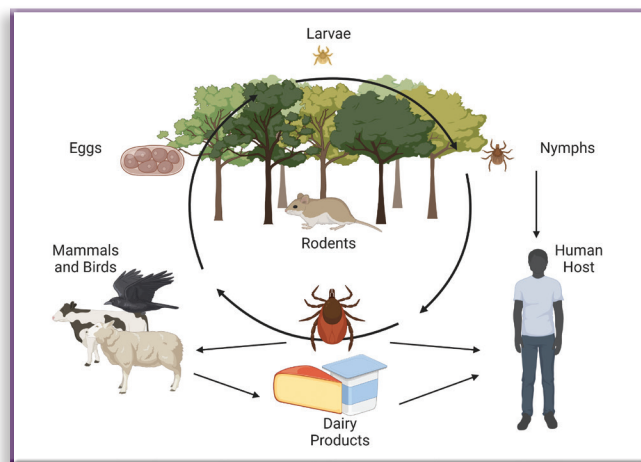 Larvae
Eggs
Nymphs
Rodents
Mammals
and Birds
Human
Host
Dairy
Products